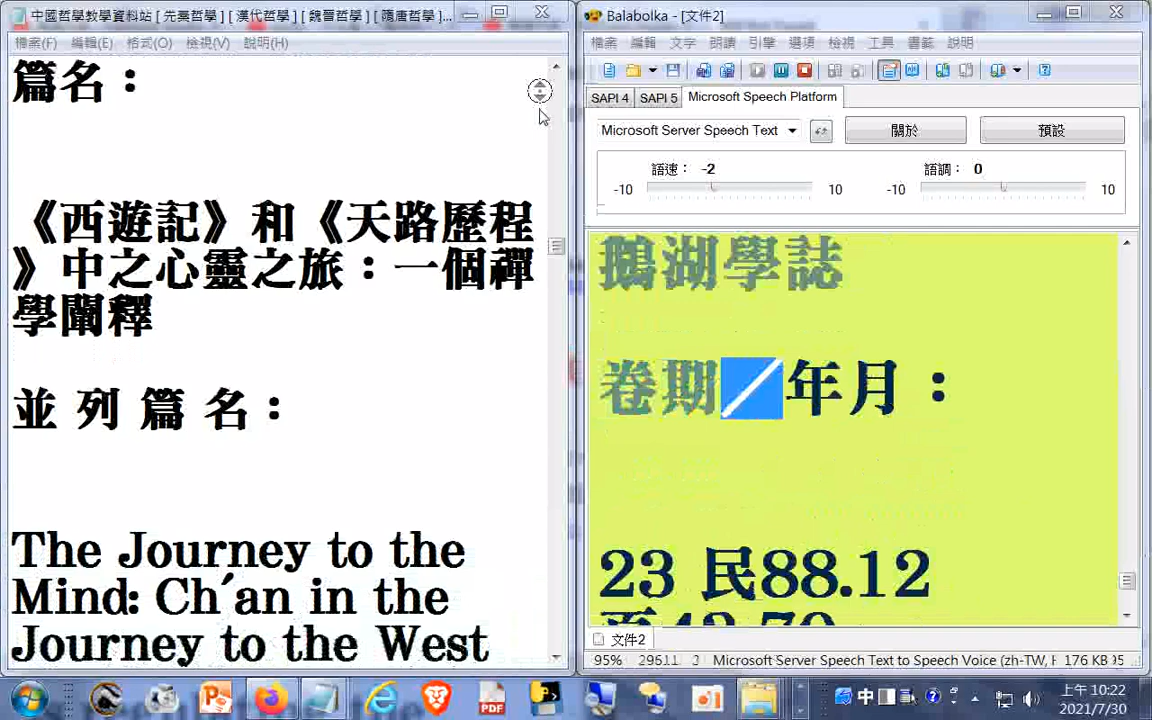 中國哲學教學資料站 [ 先秦哲學 ] [ 漢代哲學 ] [ 魏晉哲學 ] [ 隋唐哲學 ]...
檔案(F) 編輯(E) 格式(O) 檢視(V) 說明(H)
篇名：
《西遊記》和《天路歷程
》中之心靈之旅：一個禪
學闡釋
並 列 篇 名：
The Journey to the
Mind: Ch´an in the
Journey to the West
Balabolka - [文件2]
檔案 編輯 文字 朗讀 引擎 選項 檢視 工具 書籤 說明
SAPI 4 SAPI 5 Microsoft Speech Platform
Microsoft Server Speech Text 關於 預設
語速： -2 語調： 0
-10 10 -10 10
鵝湖學誌
卷期／年月：
23 民88.12
頁43-79
文件2
95% Microsoft Server Speech Text to Speech Voice (zh-TW, 176 KB
中
上午 10:22
2021/7/30